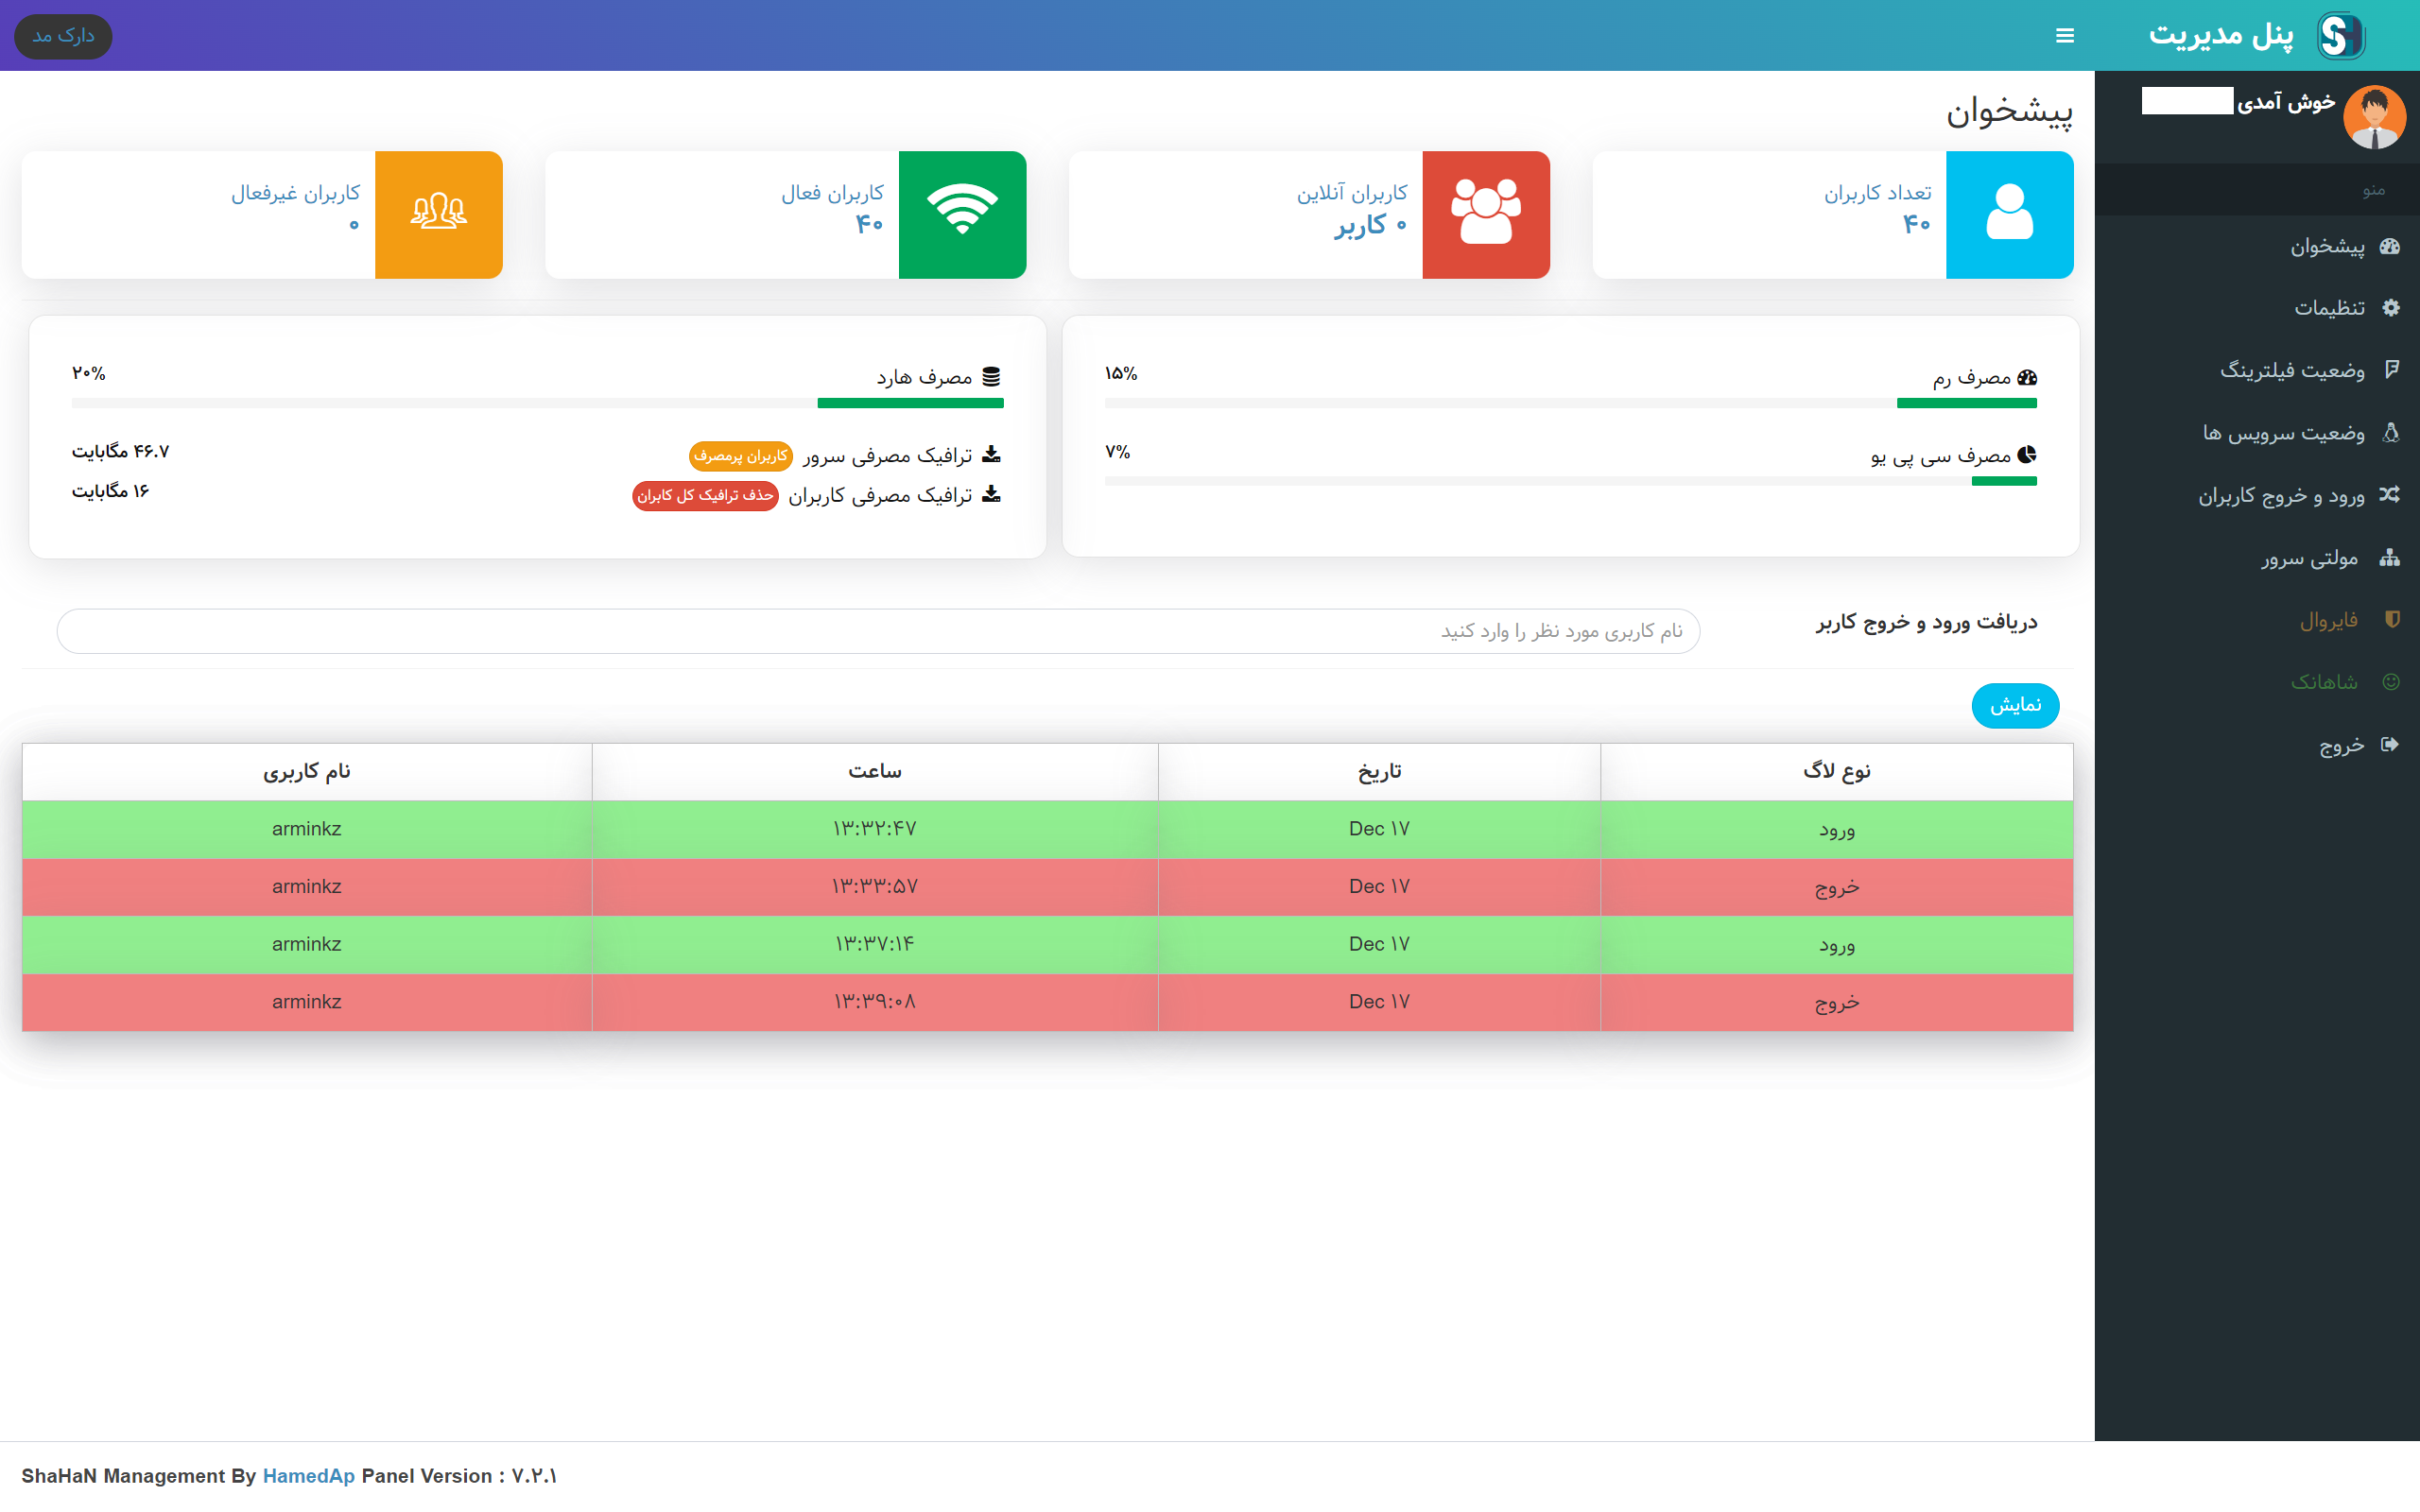 پنل مدیریت
دارک مد
خوش آمدی
منو
پیشخوان
تنظیمات
وضعیت فیلترینگ
وضعیت سرویس ها
ورود و خروج کاربران
مولتی سرور
فایروال
شاهانک
خروج
پیشخوان
تعداد کاربران
۴۰
کاربران آنلاین
۰ کاربر
کاربران فعال
۴۰
کاربران غیرفعال
۰
مصرف رم ۱۵%
مصرف سی پی یو ۷%
مصرف هارد ۲۰%
ترافیک مصرفی سرور کاربران پرمصرف ۴۶.۷ مگابایت
ترافیک مصرفی کاربران حذف ترافیک کل کابران ۱۶ مگابایت
دریافت ورود و خروج کاربر نام کاربری مورد نظر را وارد کنید
نمایش
نوع لاگ تاریخ ساعت نام کاربری
ورود Dec ۱۷ ۱۳:۳۲:۴۷ arminkz
خروج Dec ۱۷ ۱۳:۳۳:۵۷ arminkz
ورود Dec ۱۷ ۱۳:۳۷:۱۴ arminkz
خروج Dec ۱۷ ۱۳:۳۹:۰۸ arminkz
ShaHaN Management By HamedAp Panel Version : ۷.۲.۱